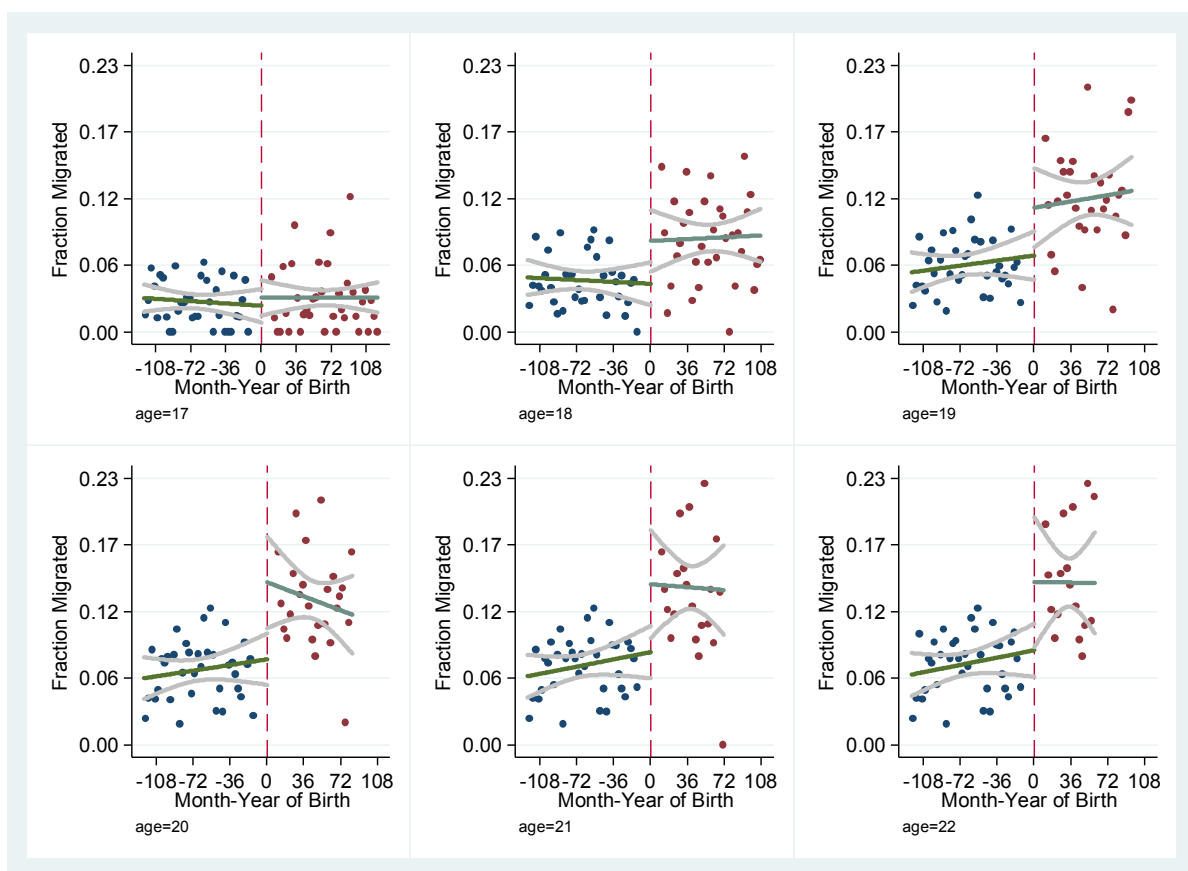 Fraction Migrated
0.23
0.17
0.12
0.06
0.00
-108 -72 -36 0 36 72 108
Month-Year of Birth
age=17
Fraction Migrated
0.23
0.17
0.12
0.06
0.00
-108 -72 -36 0 36 72 108
Month-Year of Birth
age=18
Fraction Migrated
0.23
0.17
0.12
0.06
0.00
-108 -72 -36 0 36 72 108
Month-Year of Birth
age=19
Fraction Migrated
0.23
0.17
0.12
0.06
0.00
-108 -72 -36 0 36 72 108
Month-Year of Birth
age=20
Fraction Migrated
0.23
0.17
0.12
0.06
0.00
-108 -72 -36 0 36 72 108
Month-Year of Birth
age=21
Fraction Migrated
0.23
0.17
0.12
0.06
0.00
-108 -72 -36 0 36 72 108
Month-Year of Birth
age=22